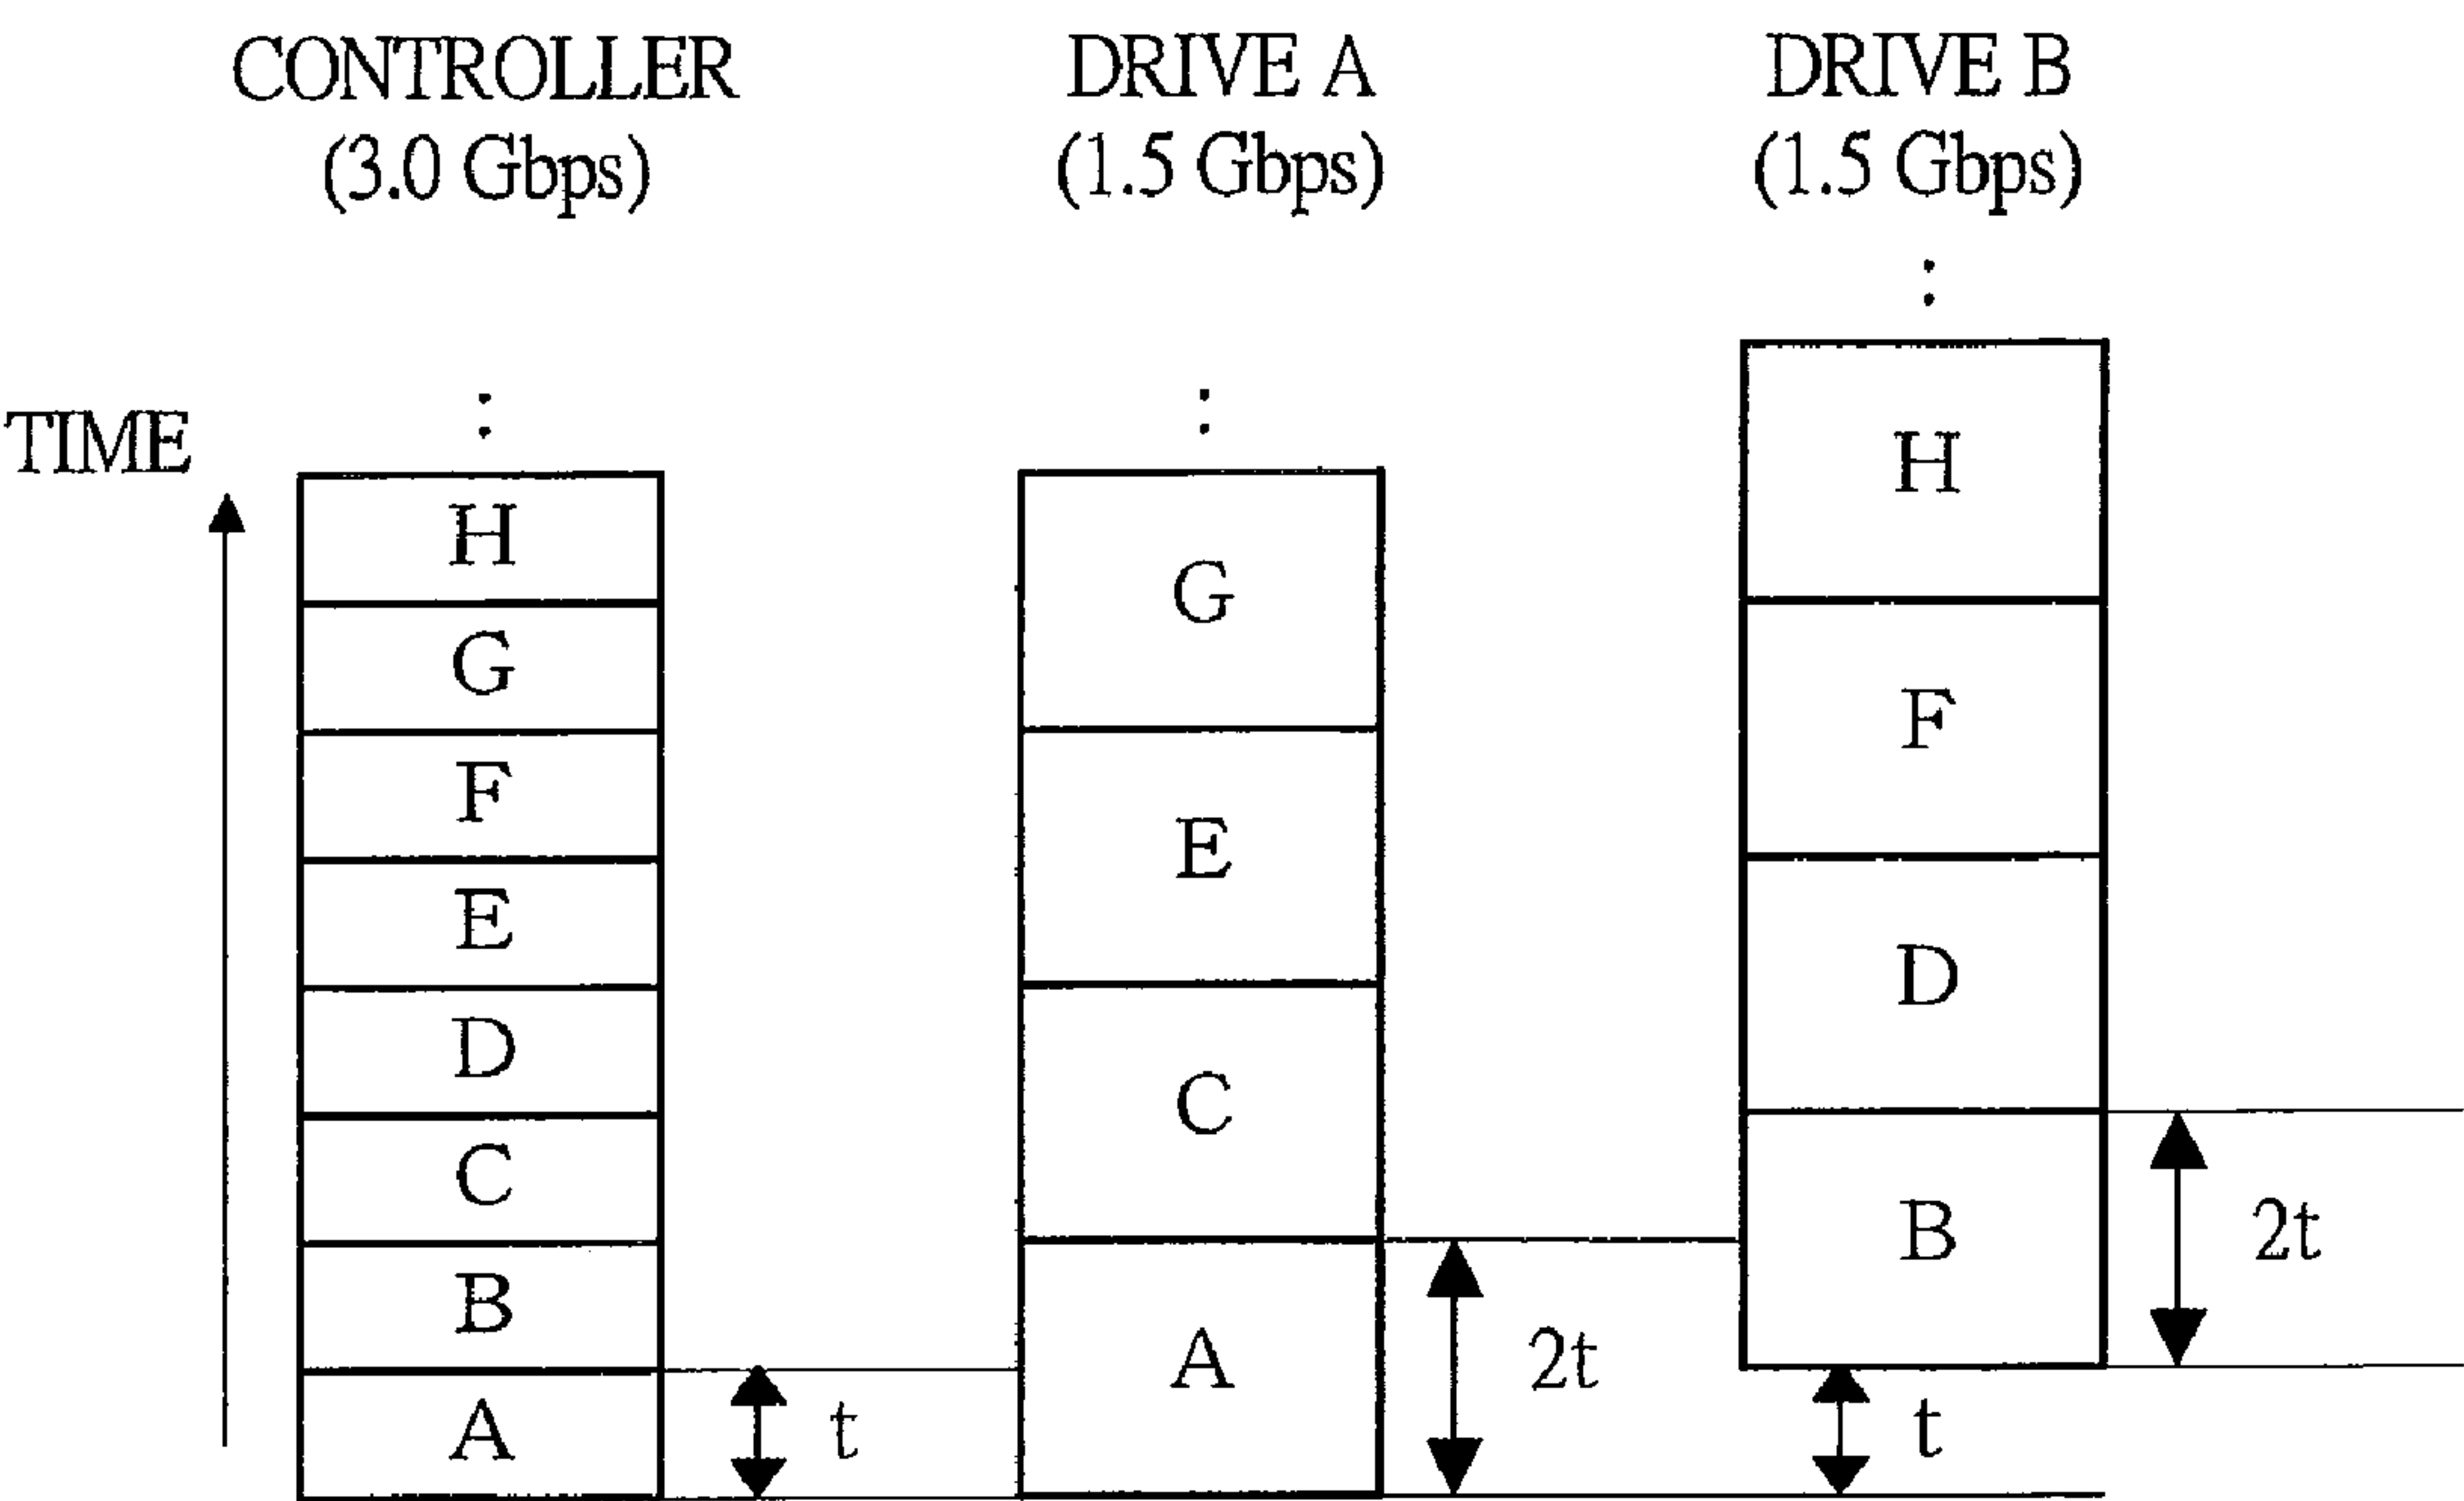 CONTROLLER
(3.0 Gbps)
DRIVE A
(1.5 Gbps)
DRIVE B
(1.5 Gbps)
:
:
:
TIME
H
G
F
E
D
C
B
A
t
G
E
C
A
2t
H
F
D
B
2t
t